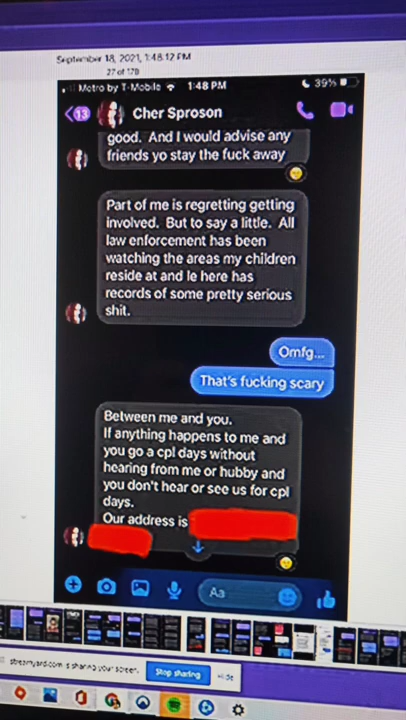 September 18, 2021, 1:48:12 PM
27 of 178
Metro by T-Mobile 1:48 PM 39%
13 Cher Sproson
good. And I would advise any
friends yo stay the fuck away
Part of me is regretting getting
involved. But to say a little. All
law enforcement has been
watching the areas my children
reside at and le here has
records of some pretty serious
shit.
Omfg...
That's fucking scary
Between me and you.
If anything happens to me and
you go a cpl days without
hearing from me or hubby and
you don't hear or see us for cpl
days.
Our address is
Aa
streamyard.com is sharing your screen.
Stop sharing
Hide